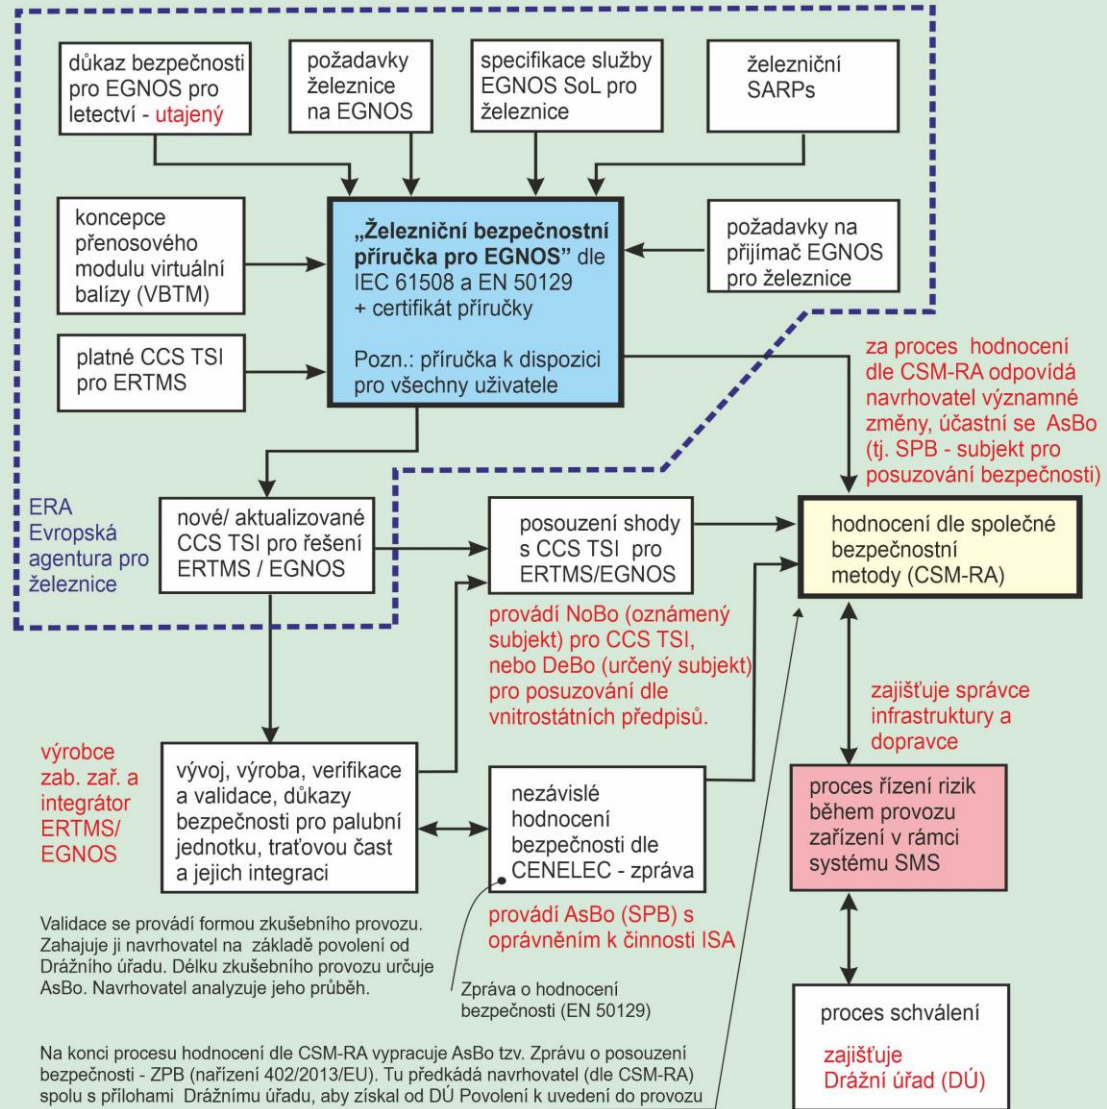 důkaz bezpečnosti
pro EGNOS pro
letectví - utajený
požadavky
železnice
na EGNOS
specifikace služby
EGNOS SoL pro
železnice
železniční
SARPs
koncepce
přenosového
modulu virtuální
balízy (VBTM)
„Železniční bezpečnostní
příručka pro EGNOS” dle
IEC 61508 a EN 50129
+ certifikát příručky
Pozn.: příručka k dispozici
pro všechny uživatele
požadavky na
přijímač EGNOS
pro železnice
platné CCS TSI
pro ERTMS
za proces hodnocení
dle CSM-RA odpovídá
navrhovatel významné
změny, účastní se AsBo
(tj. SPB - subjekt pro
posuzování bezpečnosti)
ERA
Evropská
agentura pro
železnice
nové/ aktualizované
CCS TSI pro řešení
ERTMS / EGNOS
posouzení shody
s CCS TSI pro
ERTMS/EGNOS
hodnocení dle společné
bezpečnostní
metody (CSM-RA)
provádí NoBo (oznámený
subjekt) pro CCS TSI,
nebo DeBo (určený subjekt)
pro posuzování dle
vnitrostátních předpisů.
zajišťuje správce
infrastruktury a
dopravce
výrobce
zab. zař. a
integrátor
ERTMS/
EGNOS
vývoj, výroba, verifikace
a validace, důkazy
bezpečnosti pro palubní
jednotku, traťovou část
a jejich integraci
nezávislé
hodnocení
bezpečnosti dle
CENELEC - zpráva
proces řízení rizik
během provozu
zařízení v rámci
systému SMS
provádí AsBo (SPB) s
oprávněním k činnosti ISA
Validace se provádí formou zkušebního provozu.
Zahajuje ji navrhovatel na základě povolení od
Drážního úřadu. Délku zkušebního provozu určuje
AsBo. Navrhovatel analyzuje jeho průběh.
Zpráva o hodnocení
bezpečnosti (EN 50129)
proces schválení
zajišťuje
Drážní úřad (DÚ)
Na konci procesu hodnocení dle CSM-RA vypracuje AsBo tzv. Zprávu o posouzení
bezpečnosti - ZPB (nařízení 402/2013/EU). Tu předkádá navrhovatel (dle CSM-RA)
spolu s přílohami Drážnímu úřadu, aby získal od DÚ Povolení k uvedení do provozu